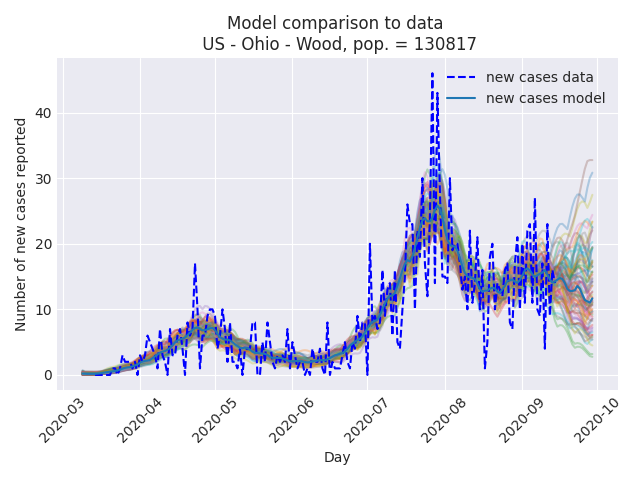 Model comparison to data
US - Ohio - Wood, pop. = 130817
new cases data
new cases model
Number of new cases reported
40
30
20
10
0
2020-03
2020-04
2020-05
2020-06
2020-07
2020-08
2020-09
2020-10
Day